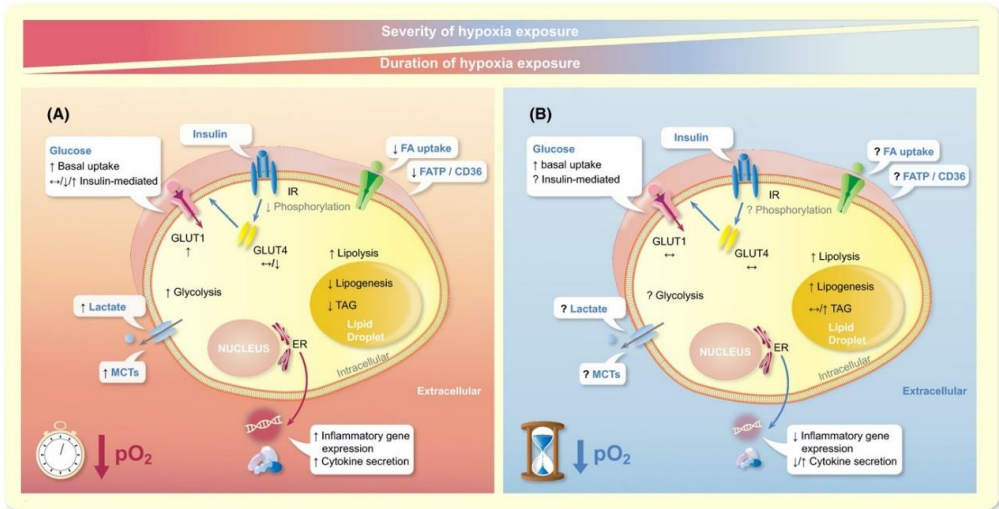 Severity of hypoxia exposure
Duration of hypoxia exposure
(A)
Insulin
Glucose
↑ Basal uptake
↔/↓/↑ Insulin-mediated
↓ FA uptake
↓ FATP / CD36
IR
↓ Phosphorylation
GLUT1
↑
GLUT4
↔/↓
↑ Lipolysis
↓ Lipogenesis
↓ TAG
Lipid
Droplet
↑ Glycolysis
↑ Lactate
↑ MCTs
NUCLEUS
ER
Intracellular
Extracellular
↑ Inflammatory gene
expression
↑ Cytokine secretion
pO₂
(B)
Insulin
Glucose
↑ basal uptake
? Insulin-mediated
? FA uptake
? FATP / CD36
IR
? Phosphorylation
GLUT1
↔
GLUT4
↔
↑ Lipolysis
↑ Lipogenesis
↔/↑ TAG
Lipid
Droplet
? Glycolysis
? Lactate
? MCTs
NUCLEUS
ER
Intracellular
Extracellular
↓ Inflammatory gene
expression
↓/↑ Cytokine secretion
pO₂